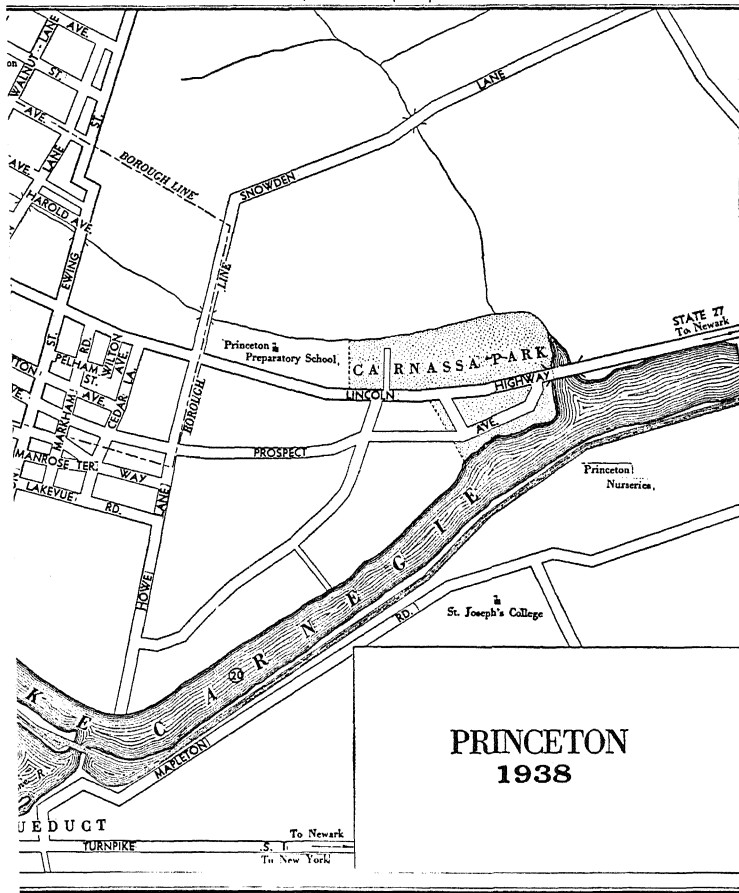 AVE.
WALNUT LANE
ST.
AVE.
ST.
LANE
AVE.
BOROUGH LINE
HAROLD AVE.
EWING
ST.
SNOWDEN
LANE
BOROUGH
LINE
STATE 27
To Newark
Princeton
Preparatory School
CARNASSA PARK
LINCOLN
HIGHWAY
RD.
WILTON
AVE.
PELHAM
ST.
AVE.
CEDAR LA.
MARKHAM
MANROSE TER.
WAY
PROSPECT
AVE.
LAKEVUE
RD.
HOWE
LANE
Princeton
Nurseries
St. Joseph's College
KE CARNEGIE
20
MAPLETON
RD.
PRINCETON
1938
UEDUCT
TURNPIKE
S. 1.
To Newark
To New York